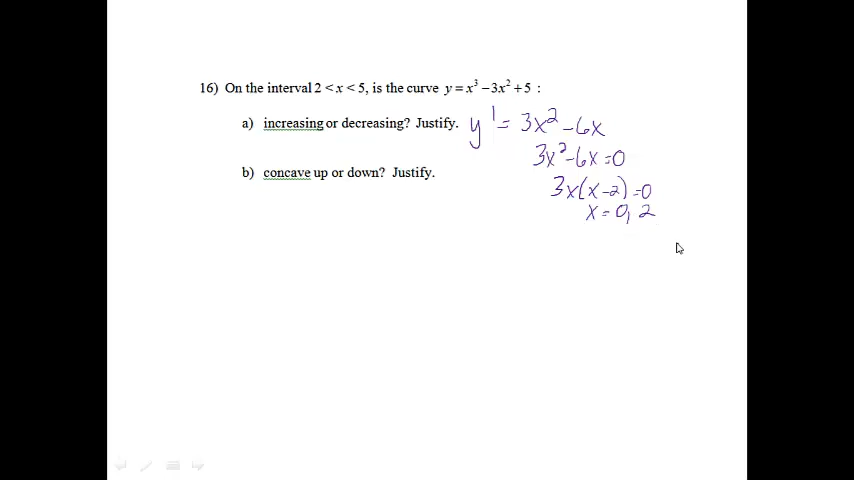 16) On the interval 2 < x < 5, is the curve y = x³ − 3x² + 5 :
a) increasing or decreasing? Justify. y' = 3x² − 6x
3x² − 6x = 0
b) concave up or down? Justify.
3x(x − 2) = 0
x = 0, 2